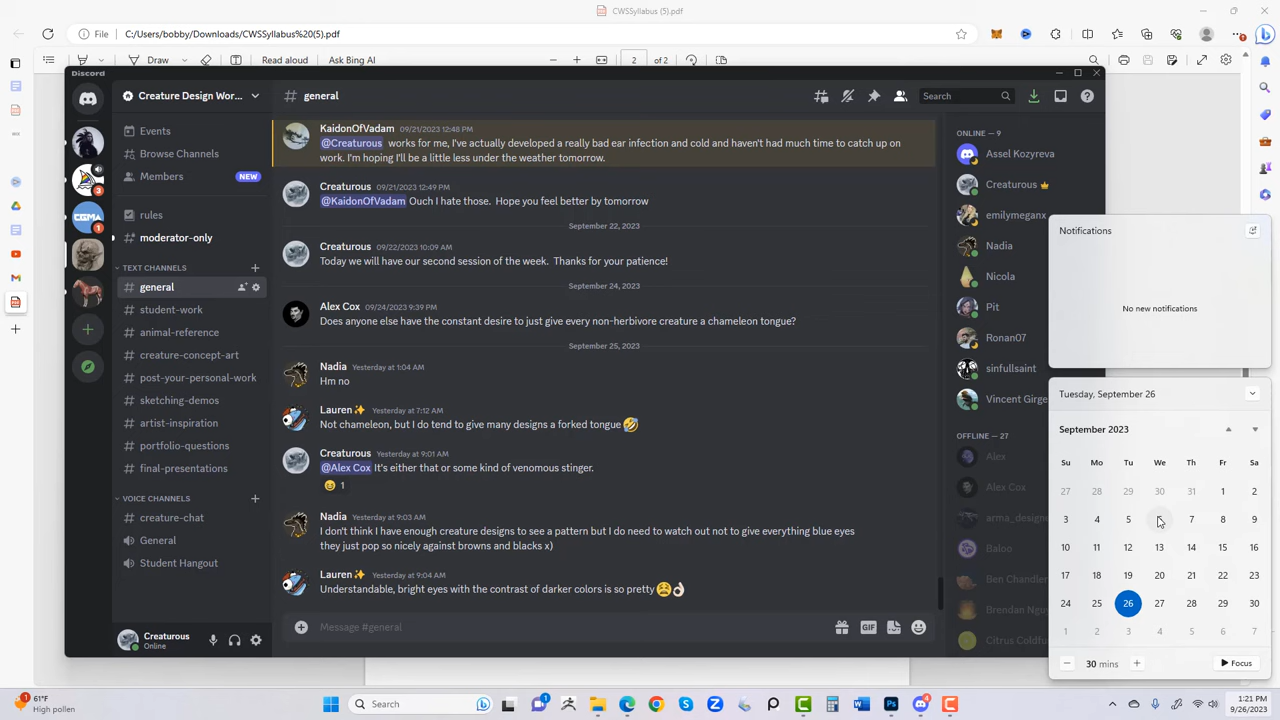 CWSSyllabus (5).pdf
File
C:/Users/bobby/Downloads/CWSSyllabus%20(5).pdf
Draw
Read aloud
Ask Bing AI
2
of 2
Discord
Creature Design Wor...
Events
Browse Channels
Members
NEW
rules
moderator-only
TEXT CHANNELS
general
student-work
animal-reference
creature-concept-art
post-your-personal-work
sketching-demos
artist-inspiration
portfolio-questions
final-presentations
VOICE CHANNELS
creature-chat
General
Student Hangout
3
CGMA
1
Creaturous
Online
# general
Search
KaidonOfVadam 09/21/2023 12:48 PM
@Creaturous works for me, I've actually developed a really bad ear infection and cold and haven't had much time to catch up on
work. I'm hoping I'll be a little less under the weather tomorrow.
Creaturous 09/21/2023 12:49 PM
@KaidonOfVadam Ouch I hate those. Hope you feel better by tomorrow
September 22, 2023
Creaturous 09/22/2023 10:09 AM
Today we will have our second session of the week. Thanks for your patience!
September 24, 2023
Alex Cox 09/24/2023 9:39 PM
Does anyone else have the constant desire to just give every non-herbivore creature a chameleon tongue?
September 25, 2023
Nadia Yesterday at 1:04 AM
Hm no
Lauren✨ Yesterday at 7:12 AM
Not chameleon, but I do tend to give many designs a forked tongue 🤣
Creaturous Yesterday at 9:01 AM
@Alex Cox It's either that or some kind of venomous stinger.
1
Nadia Yesterday at 9:03 AM
I don't think I have enough creature designs to see a pattern but I do need to watch out not to give everything blue eyes
they just pop so nicely against browns and blacks x)
Lauren✨ Yesterday at 9:04 AM
Understandable, bright eyes with the contrast of darker colors is so pretty😩👌🏻
Message #general
GIF
ONLINE — 9
Assel Kozyreva
Creaturous
emilymeganx
Nadia
Nicola
Pit
Ronan07
sinfullsaint
Vincent Girge
OFFLINE — 27
Alex
Alex Cox
arma_designe
Baloo
Ben Chandler
Brendan Ngu
Citrus Coldfu
Notifications
No new notifications
Tuesday, September 26
September 2023
Su Mo Tu We Th Fr Sa
27 28 29 30 31 1 2
3 4 5 7 8 9
10 11 12 13 14 15 16
17 18 19 20 21 22 23
24 25 26 27 28 29 30
1 2 3 4 5 6 7
30 mins
Focus
1
61°F
High pollen
Search
1
4
1:21 PM
9/26/2023